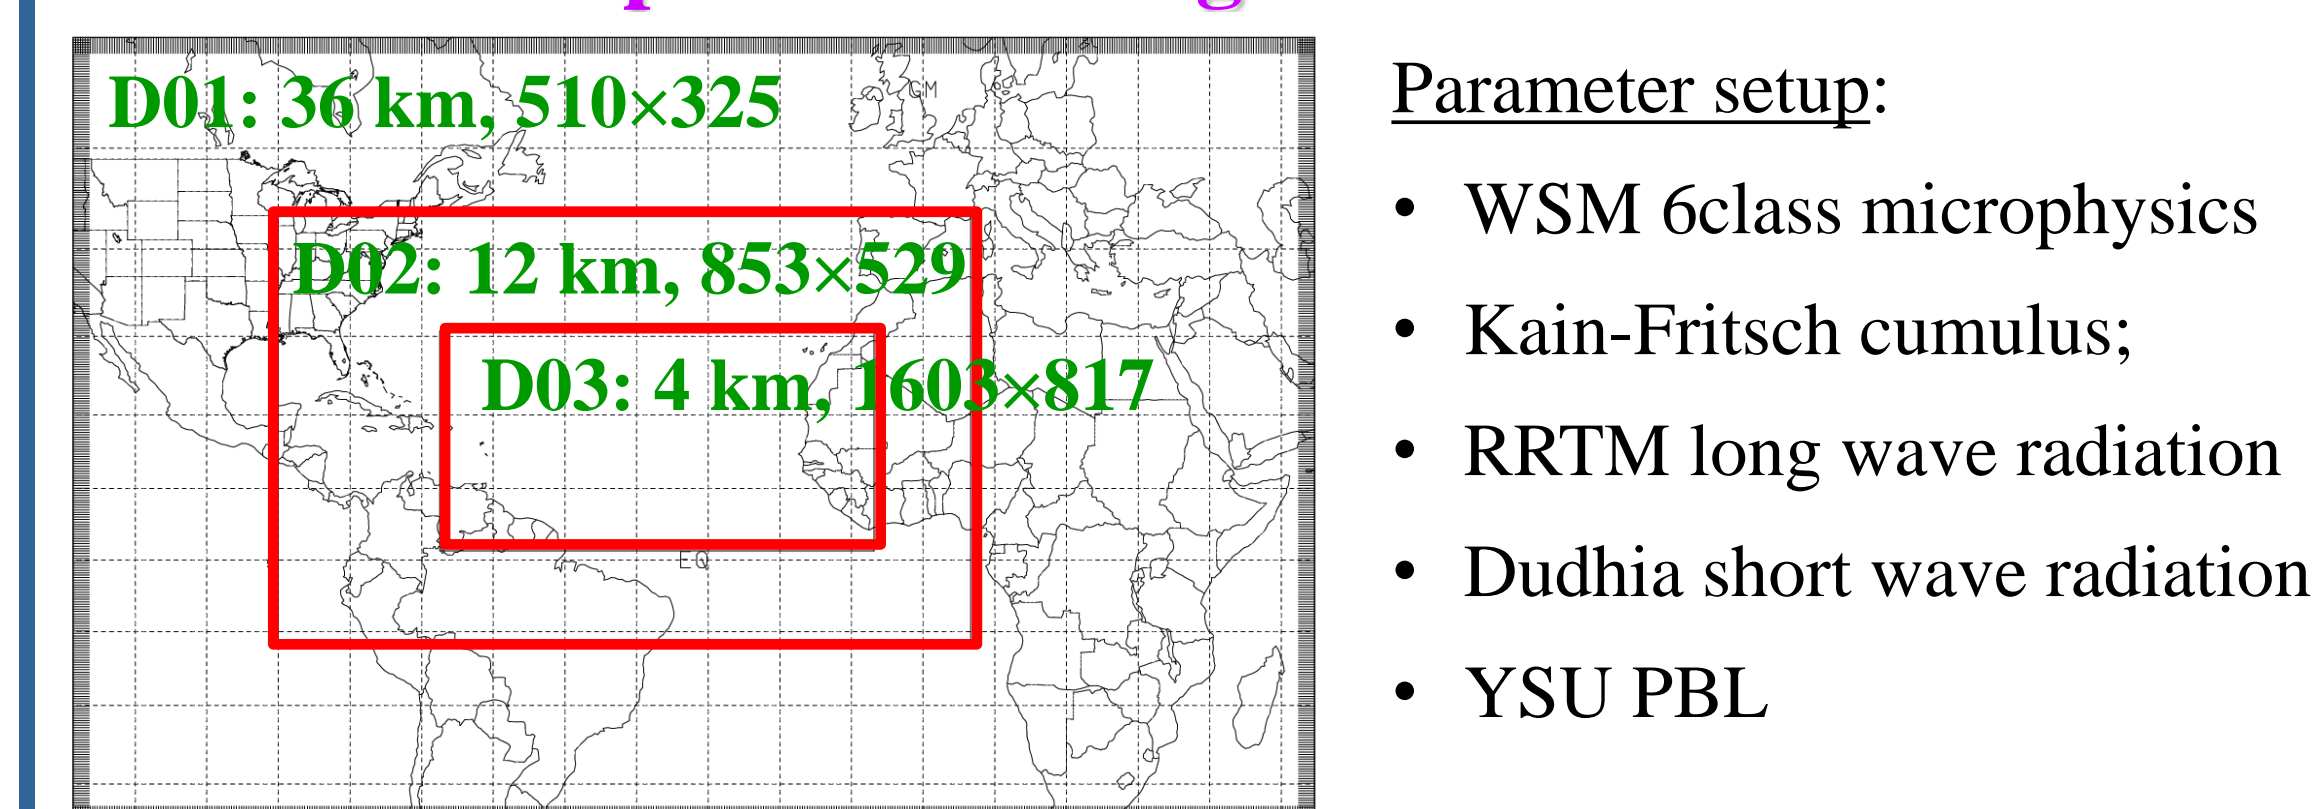 D01: 36 km, 510×325
GM
D02: 12 km, 853×529
D03: 4 km, 1603×817
EQ
Parameter setup:
• WSM 6class microphysics
• Kain-Fritsch cumulus;
• RRTM long wave radiation
• Dudhia short wave radiation
• YSU PBL